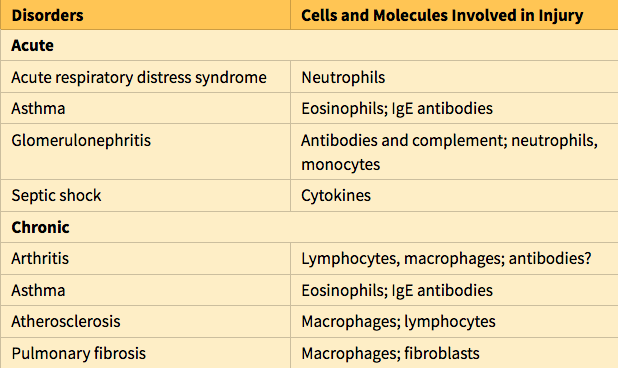 Disorders Cells and Molecules Involved in Injury
Acute
Acute respiratory distress syndrome Neutrophils
Asthma Eosinophils; IgE antibodies
Glomerulonephritis Antibodies and complement; neutrophils,
monocytes
Septic shock Cytokines
Chronic
Arthritis Lymphocytes, macrophages; antibodies?
Asthma Eosinophils; IgE antibodies
Atherosclerosis Macrophages; lymphocytes
Pulmonary fibrosis Macrophages; fibroblasts